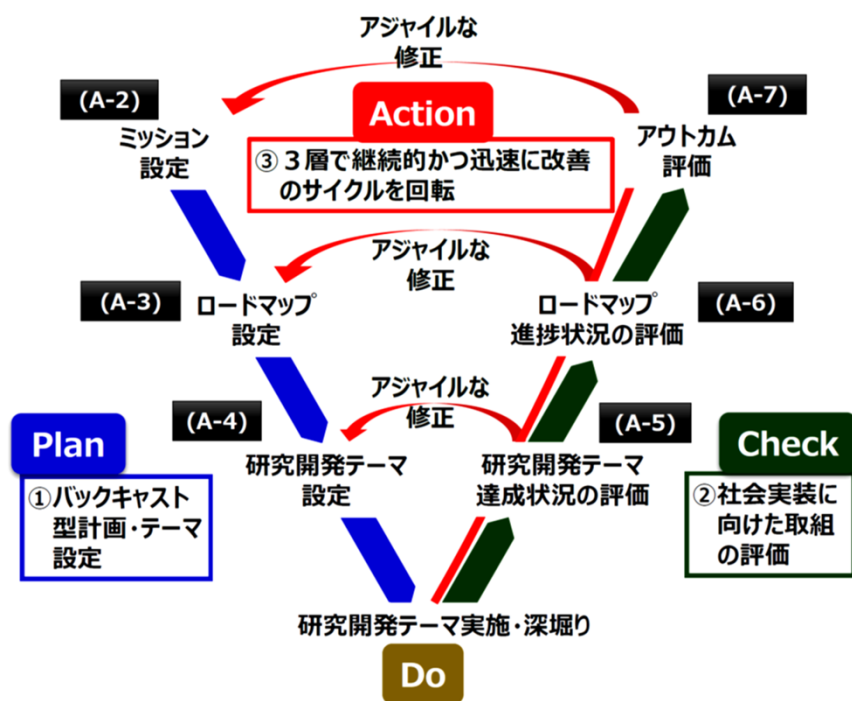 アジャイルな
修正
(A-2)
ミッション
設定
Action
③３層で継続的かつ迅速に改善
のサイクルを回転
(A-7)
アウトカム
評価
アジャイルな
修正
(A-3)
ロードマップ
設定
ロードマップ
進捗状況の評価
(A-6)
アジャイルな
修正
(A-4)
研究開発テーマ
設定
(A-5)
研究開発テーマ
達成状況の評価
Plan
①バックキャスト
型計画・テーマ
設定
Check
②社会実装に
向けた取組
の評価
研究開発テーマ実施・深堀り
Do